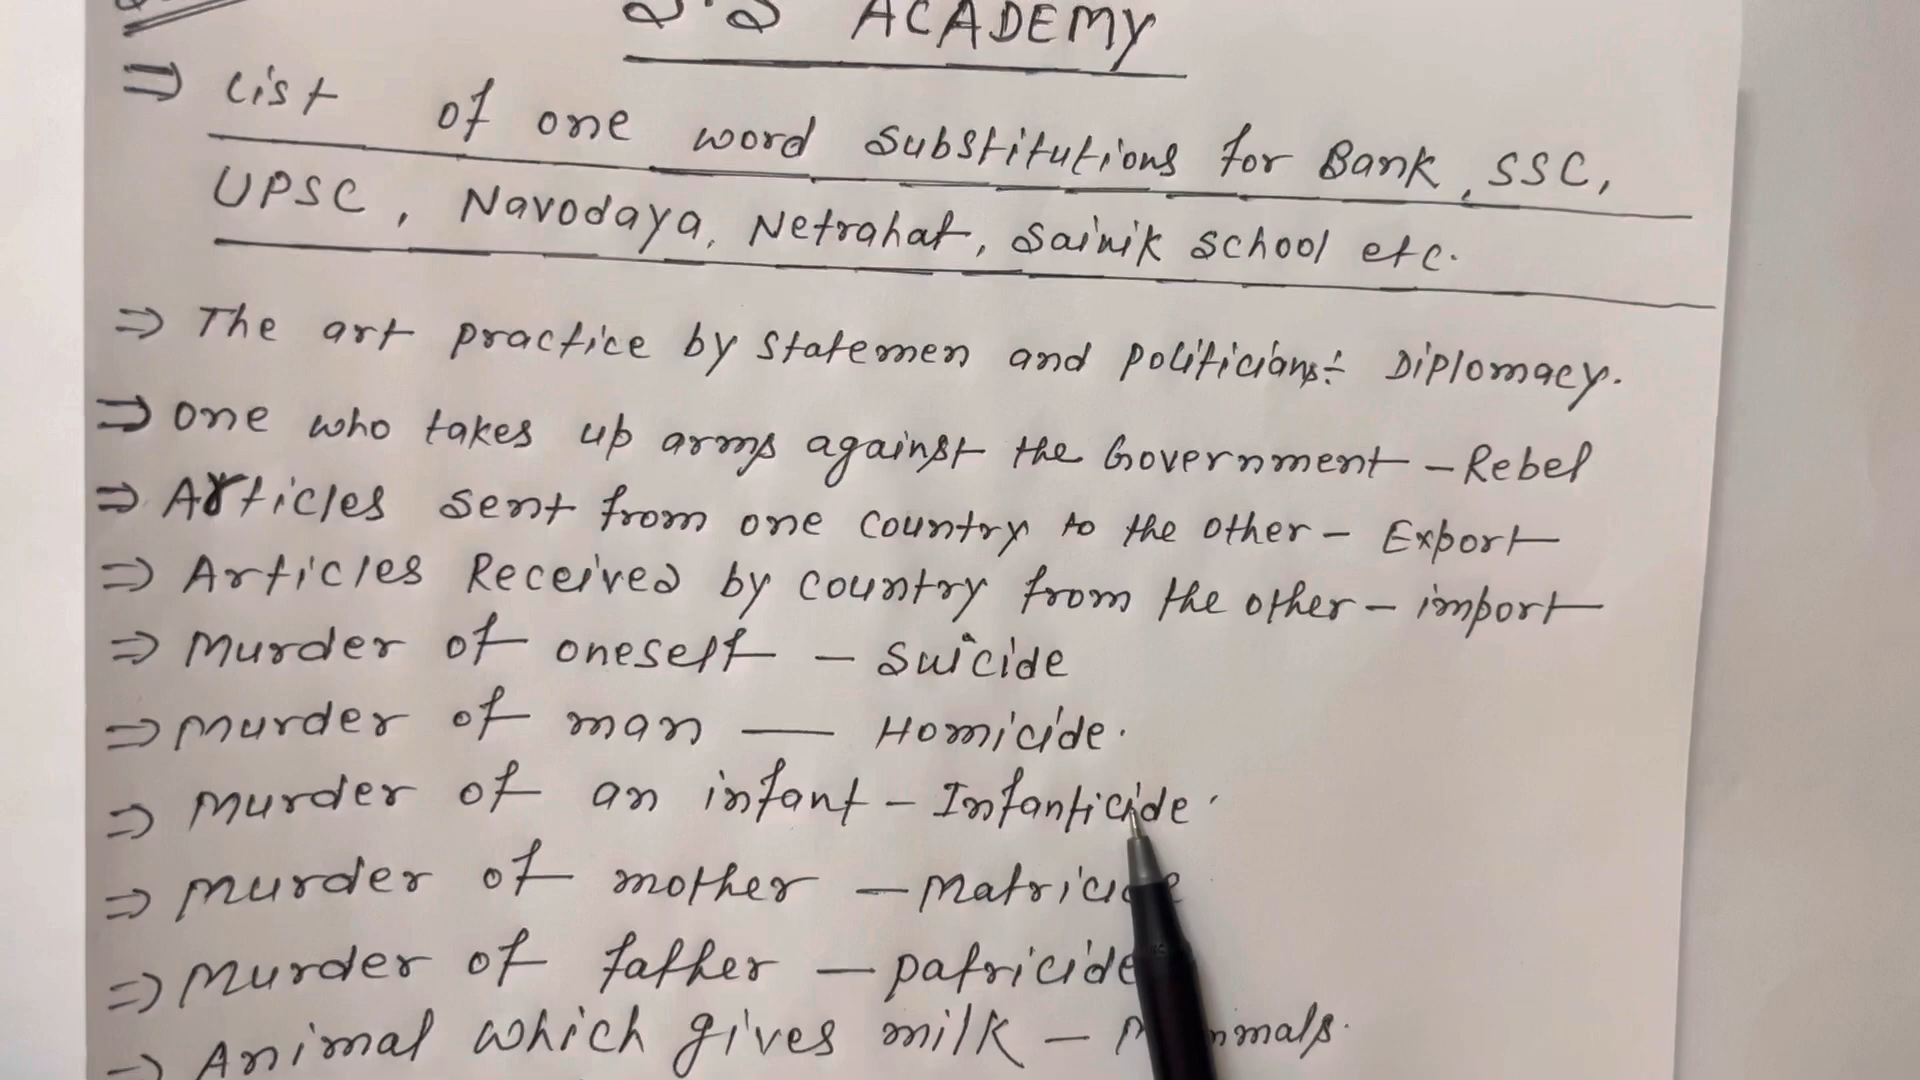 S.S ACADEMY
⇒ List of one word substitutions for Bank, SSC,
UPSC, Navodaya, Netrahat, Sainik School etc.
⇒ The art practice by statemen and politicians:- Diplomacy.
⇒ One who takes up arms against the Government - Rebel
⇒ Articles sent from one country to the other - Export
⇒ Articles Received by country from the other - import
⇒ Murder of oneself - Suicide
⇒ Murder of man — Homicide.
⇒ Murder of an infant - Infanticide.
⇒ Murder of mother - Matricide
⇒ Murder of father - patricide
⇒ Animal which gives milk - Mammals.